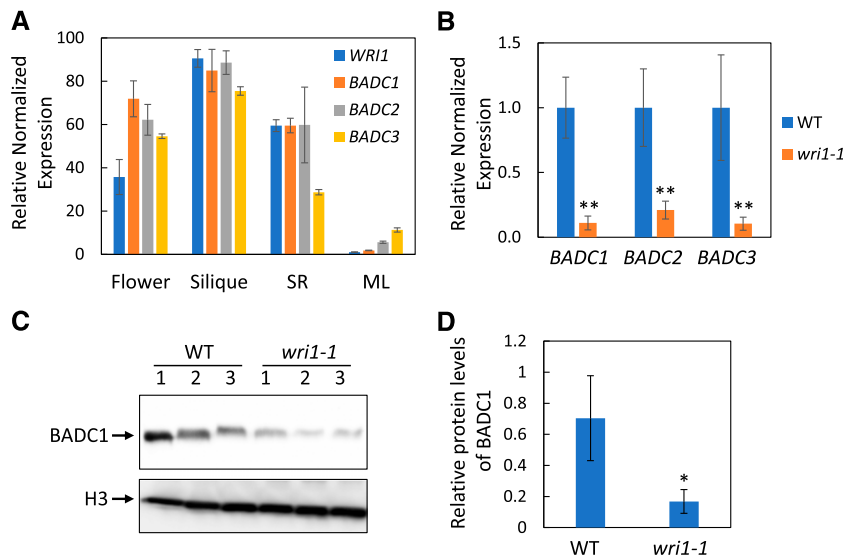 A
Relative Normalized
Expression
100
80
60
40
20
0
WRI1
BADC1
BADC2
BADC3
Flower Silique SR ML
B
Relative Normalized
Expression
1.5
1.0
0.5
0.0
** ** **
BADC1 BADC2 BADC3
WT
wri1-1
C
WT wri1-1
1 2 3 1 2 3
BADC1
H3
D
Relative protein levels
of BADC1
1.2
1
0.8
0.6
0.4
0.2
0
*
WT wri1-1